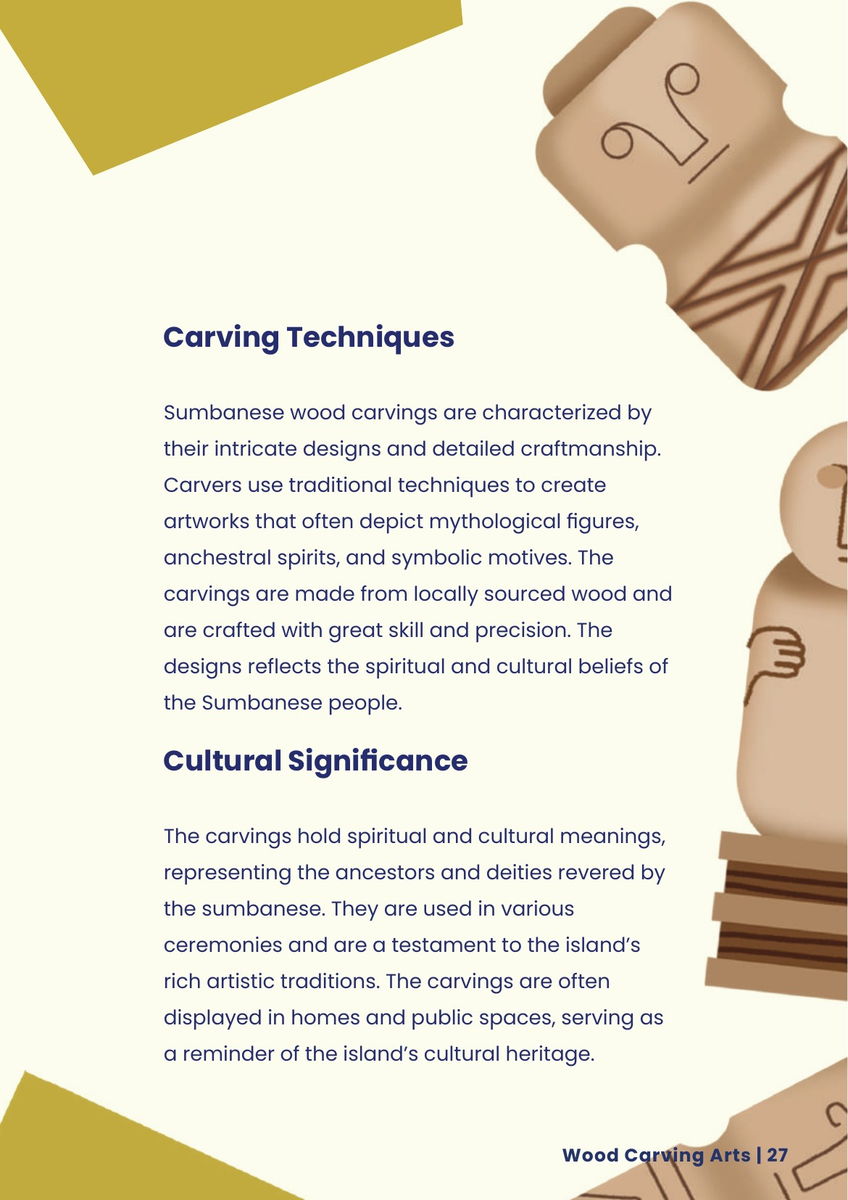 Carving Techniques
Sumbanese wood carvings are characterized by
their intricate designs and detailed craftmanship.
Carvers use traditional techniques to create
artworks that often depict mythological figures,
anchestral spirits, and symbolic motives. The
carvings are made from locally sourced wood and
are crafted with great skill and precision. The
designs reflects the spiritual and cultural beliefs of
the Sumbanese people.
Cultural Significance
The carvings hold spiritual and cultural meanings,
representing the ancestors and deities revered by
the sumbanese. They are used in various
ceremonies and are a testament to the island’s
rich artistic traditions. The carvings are often
displayed in homes and public spaces, serving as
a reminder of the island’s cultural heritage.
Wood Carving Arts | 27